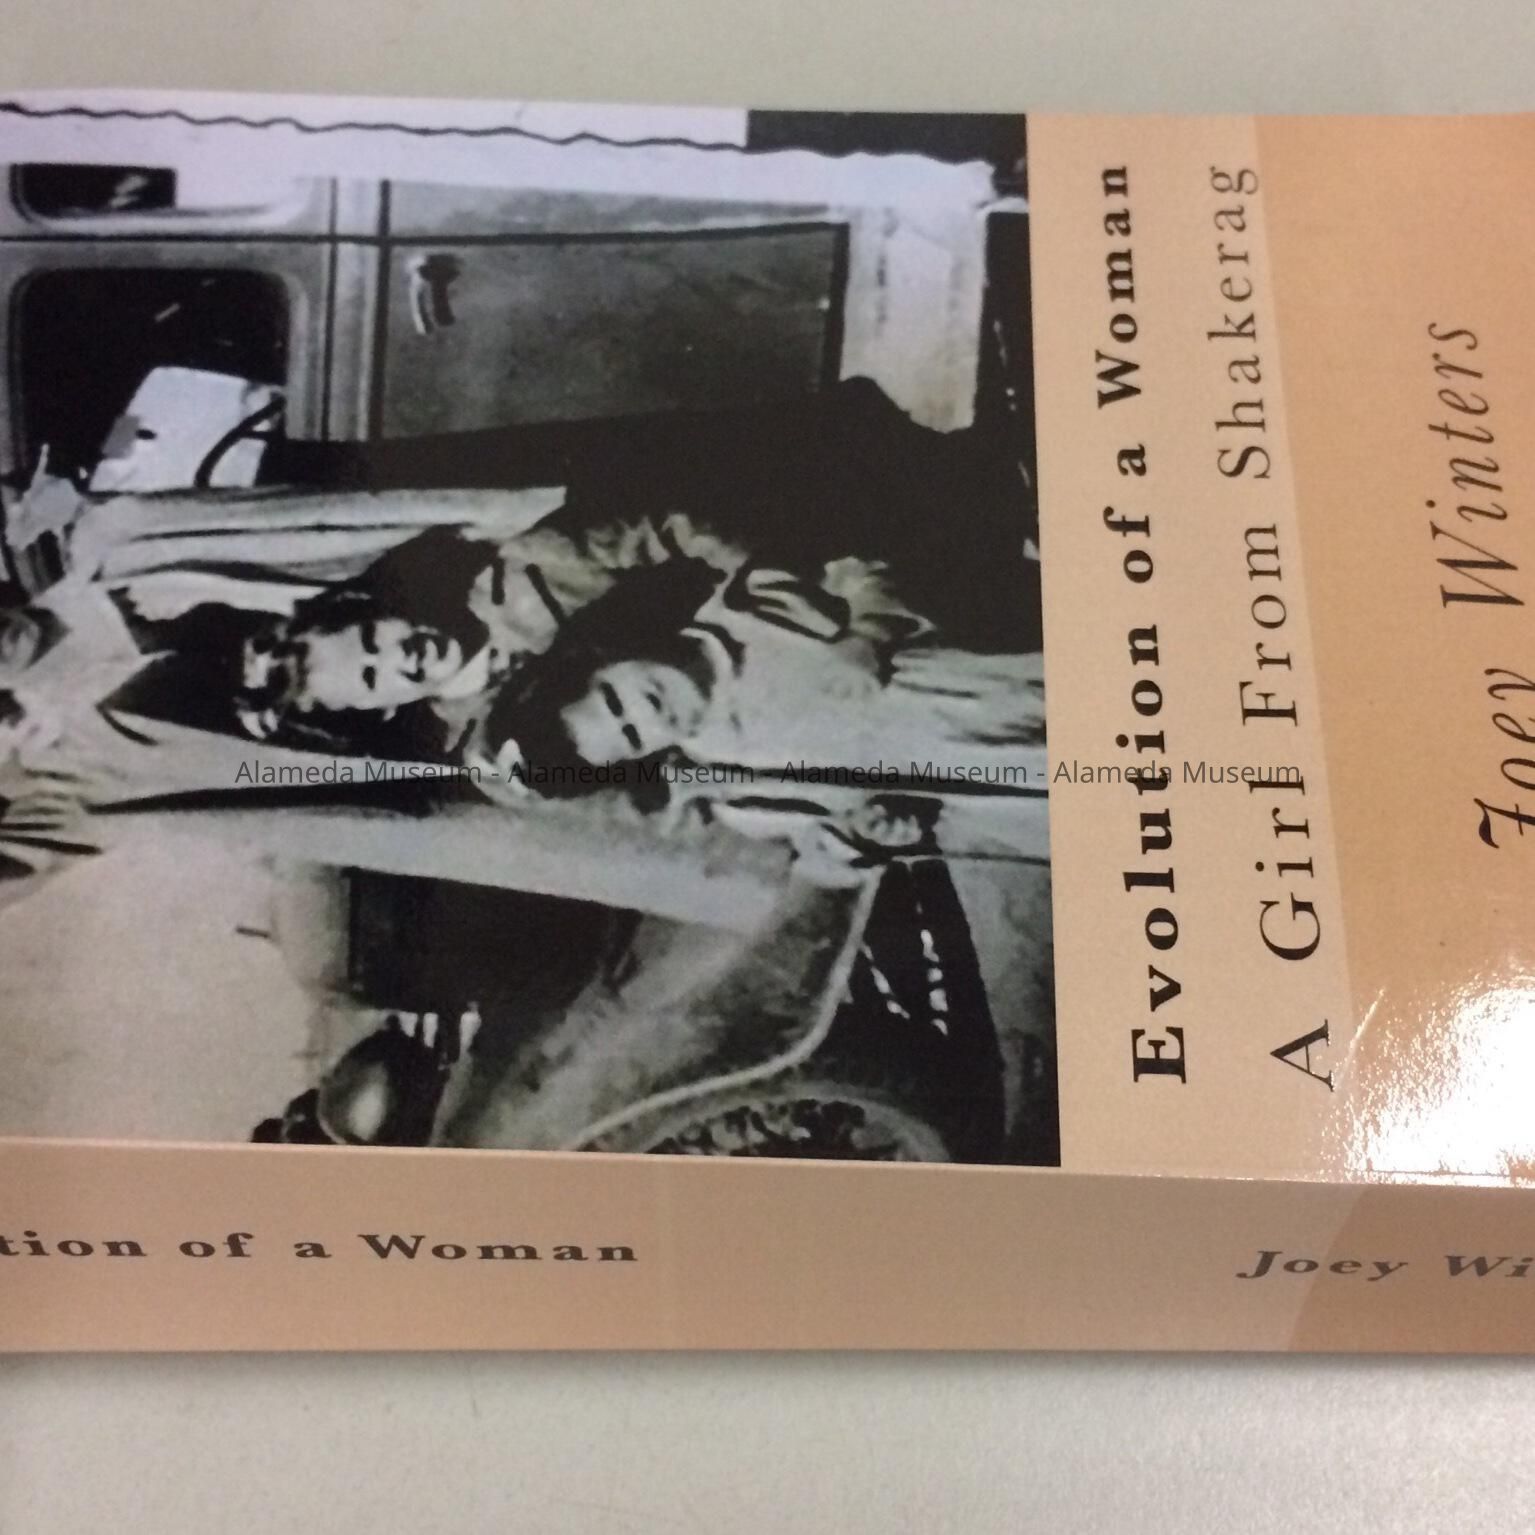 Evolution of a Woman
A Girl From Shakerag
Joey Winters
tion of a Woman
Joey Wi
Alameda Museum - Alameda Museum - Alameda Museum - Alameda Museum